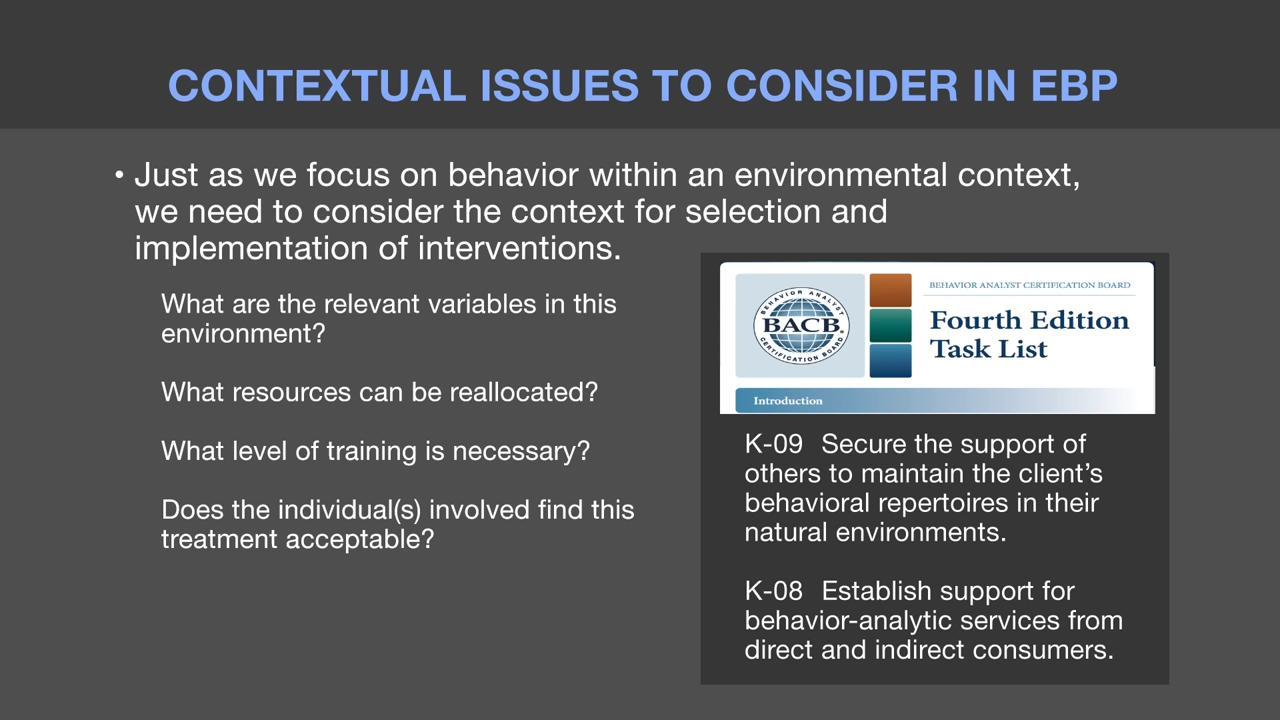 CONTEXTUAL ISSUES TO CONSIDER IN EBP
• Just as we focus on behavior within an environmental context,
we need to consider the context for selection and
implementation of interventions.
What are the relevant variables in this
environment?
What resources can be reallocated?
What level of training is necessary?
Does the individual(s) involved find this
treatment acceptable?
BEHAVIOR ANALYST
BACB
CERTIFICATION BOARD
BEHAVIOR ANALYST CERTIFICATION BOARD
Fourth Edition
Task List
Introduction
K-09 Secure the support of
others to maintain the client's
behavioral repertoires in their
natural environments.
K-08 Establish support for
behavior-analytic services from
direct and indirect consumers.